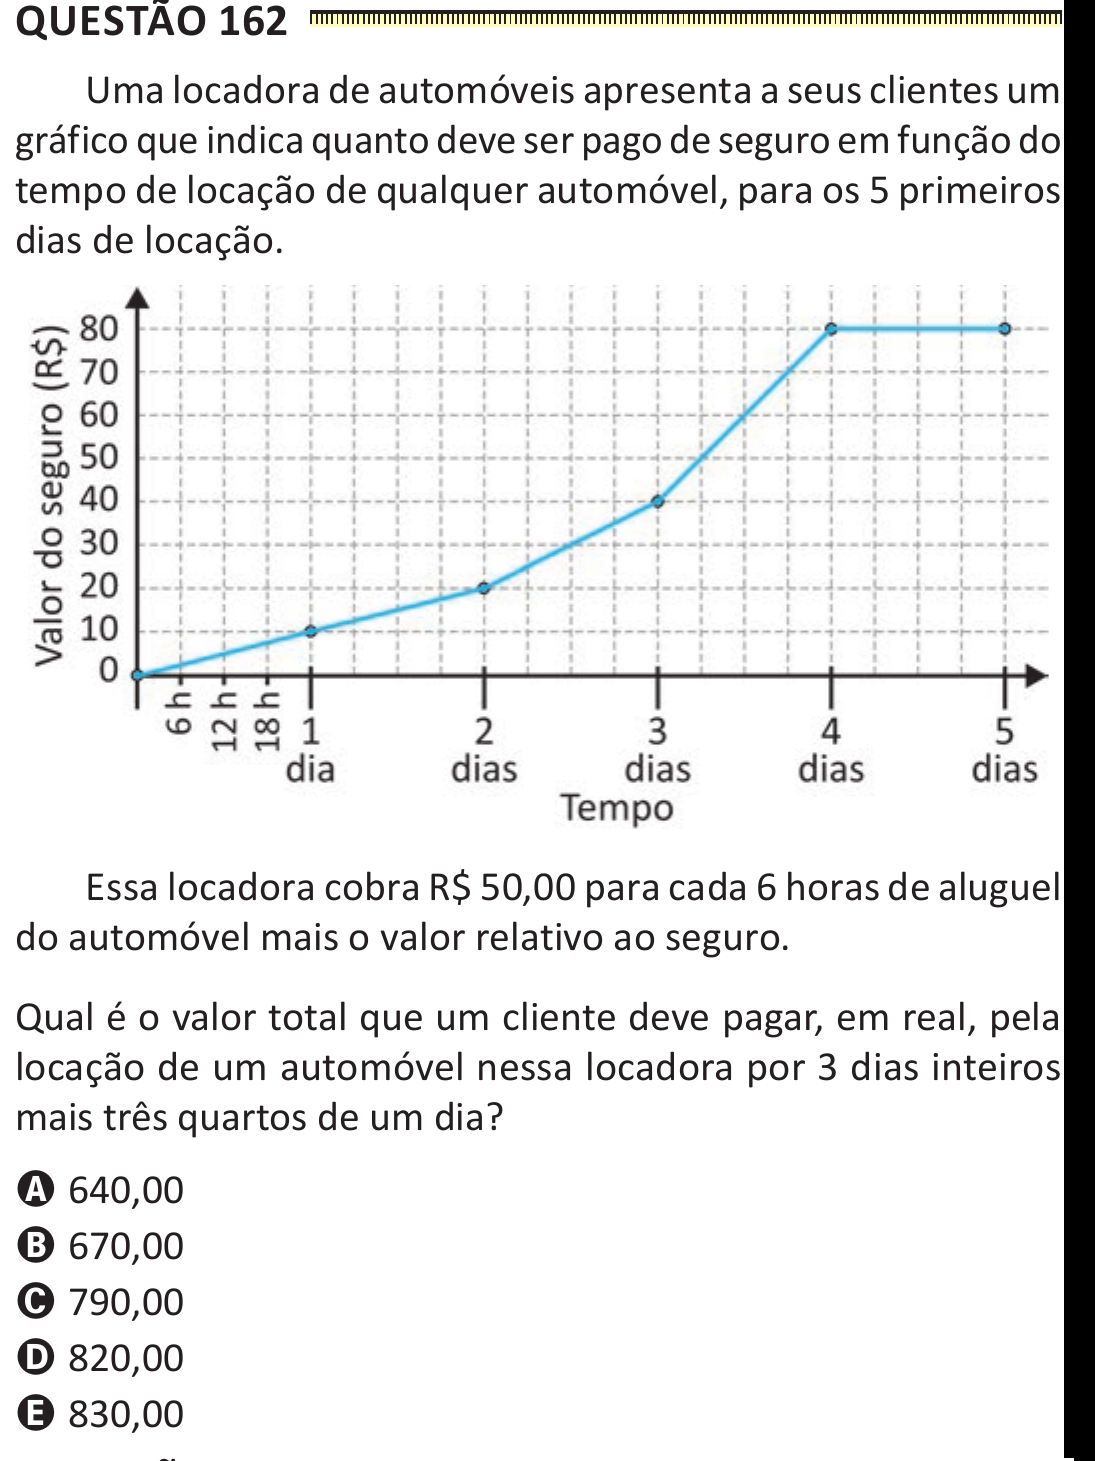 QUESTÃO 162
Uma locadora de automóveis apresenta a seus clientes um
gráfico que indica quanto deve ser pago de seguro em função do
tempo de locação de qualquer automóvel, para os 5 primeiros
dias de locação.
Valor do seguro (R$)
80
70
60
50
40
30
20
10
0
6 h 12 h 18 h 1 2 3 4 5
dia dias dias dias dias
Tempo
Essa locadora cobra R$ 50,00 para cada 6 horas de aluguel
do automóvel mais o valor relativo ao seguro.
Qual é o valor total que um cliente deve pagar, em real, pela
locação de um automóvel nessa locadora por 3 dias inteiros
mais três quartos de um dia?
A 640,00
B 670,00
C 790,00
D 820,00
E 830,00